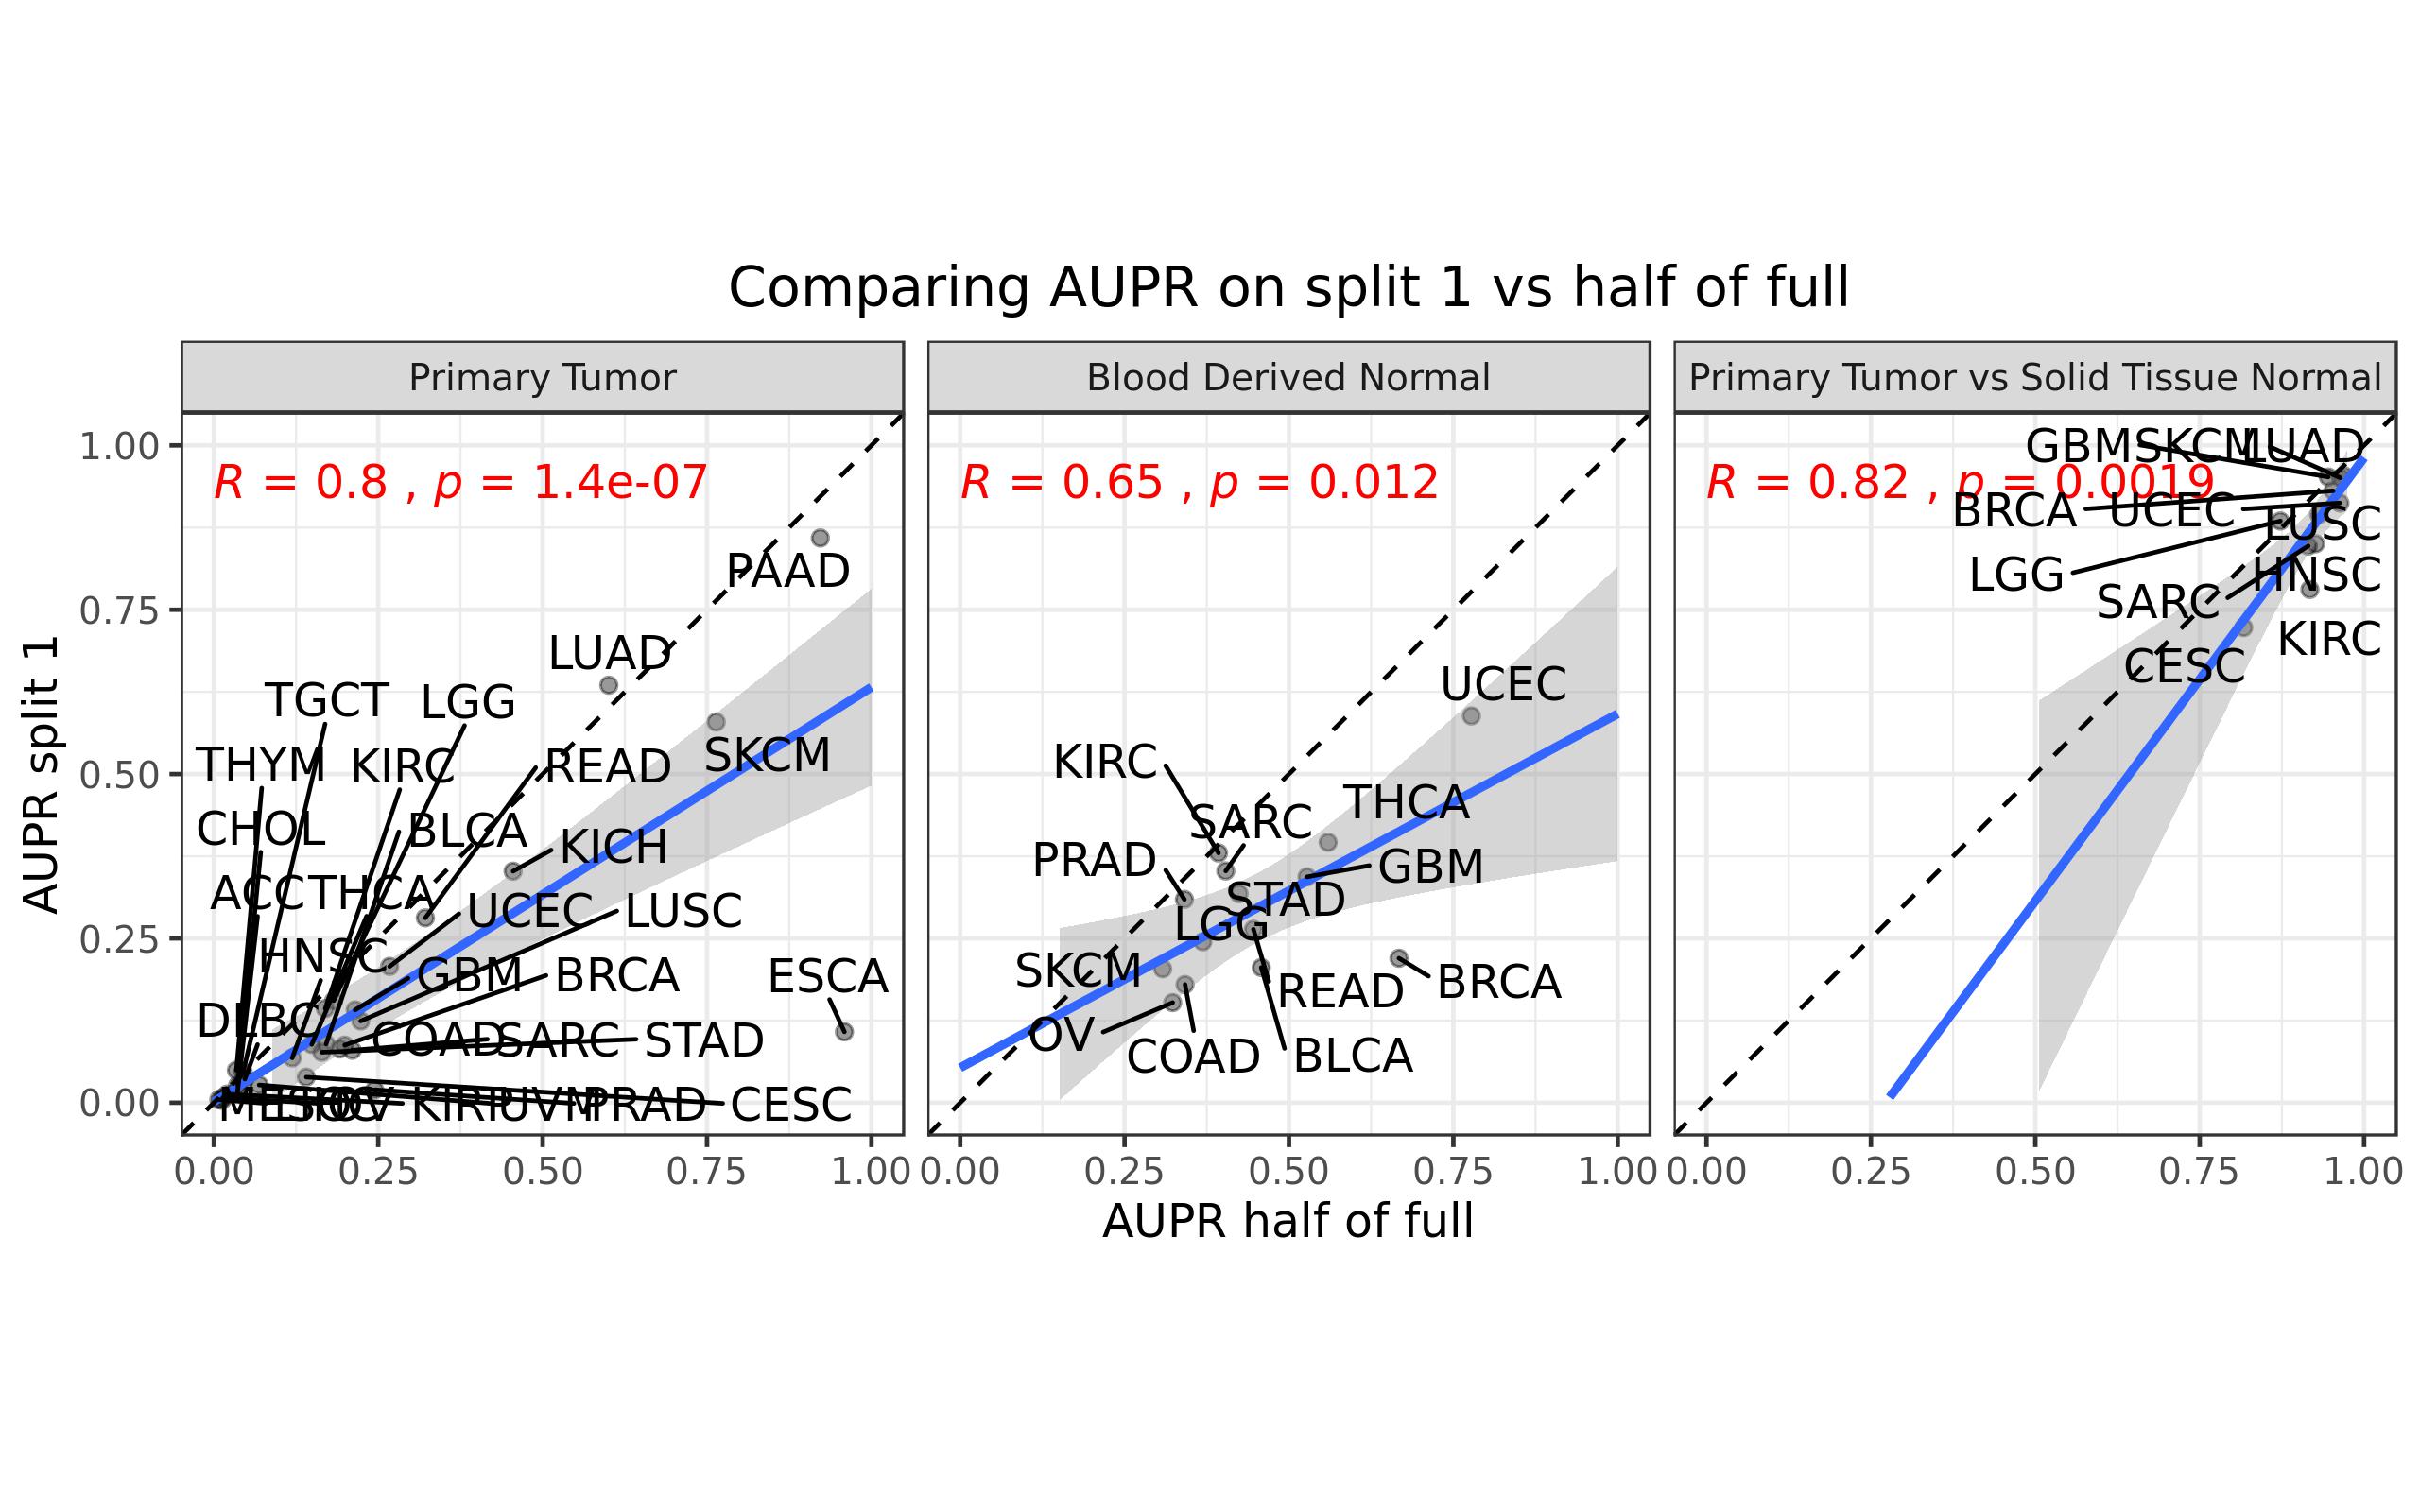 Comparing AUPR on split 1 vs half of full
Primary Tumor
Blood Derived Normal
Primary Tumor vs Solid Tissue Normal
AUPR split 1
1.00
0.75
0.50
0.25
0.00
R = 0.8 , p = 1.4e-07
PAAD
LUAD
TGCT LGG
SKCM
THYM KIRC READ
CHOL BLCA KICH
ACC THCA UCEC LUSC
HNSC GBM BRCA ESCA
DLBC COAD SARC STAD
OV KIRP UVM PRAD CESC
R = 0.65 , p = 0.012
UCEC
KIRC
SARC THCA
PRAD GBM
STAD
LGG
SKCM READ BRCA
OV COAD BLCA
R = 0.82 , p = 0.0019
GBM SKCM LUAD
BRCA UCEC LUSC
LGG HNSC
SARC
KIRC
CESC
0.00 0.25 0.50 0.75 1.00
0.00 0.25 0.50 0.75 1.00
0.00 0.25 0.50 0.75 1.00
AUPR half of full